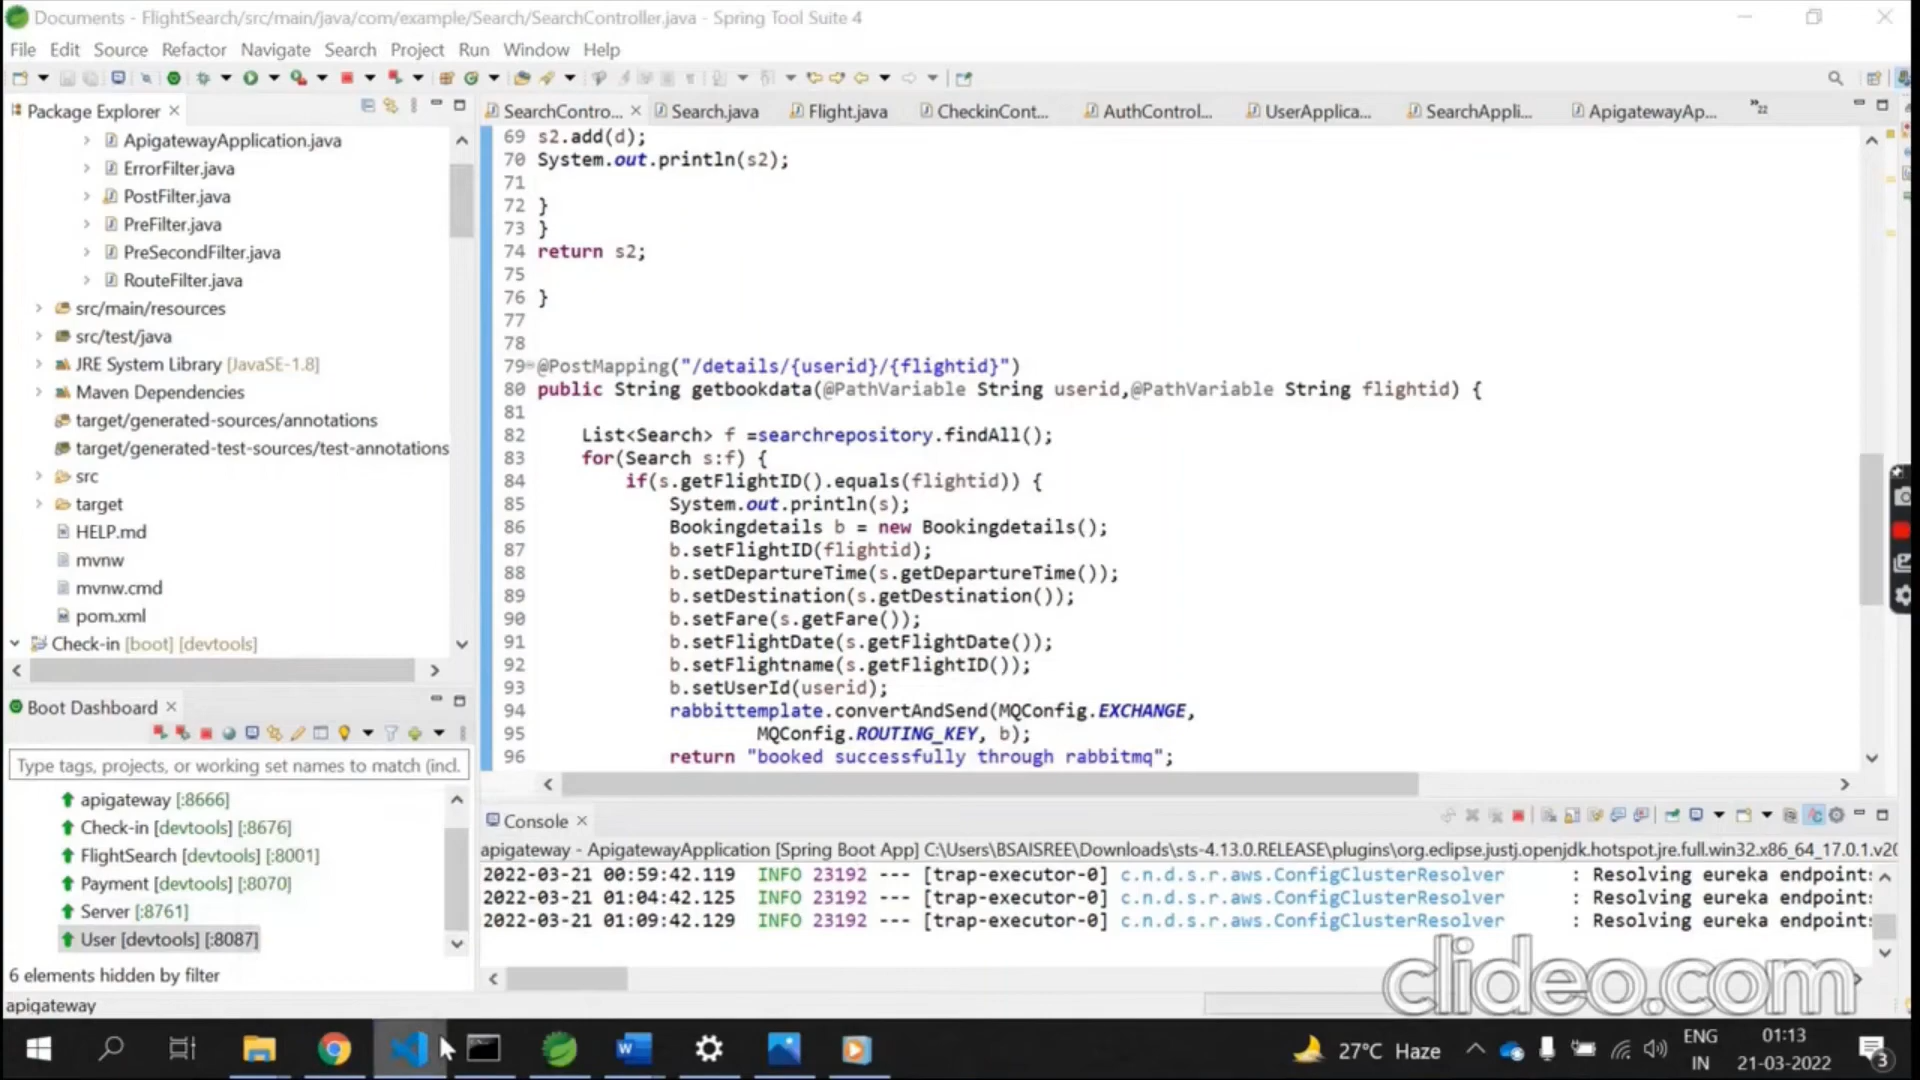 Documents - FlightSearch/src/main/java/com/example/Search/SearchController.java - Spring Tool Suite 4
File Edit Source Refactor Navigate Search Project Run Window Help
Package Explorer
ApigatewayApplication.java
ErrorFilter.java
PostFilter.java
PreFilter.java
PreSecondFilter.java
RouteFilter.java
src/main/resources
src/test/java
JRE System Library [JavaSE-1.8]
Maven Dependencies
target/generated-sources/annotations
target/generated-test-sources/test-annotations
src
target
HELP.md
mvnw
mvnw.cmd
pom.xml
Check-in [boot] [devtools]
Boot Dashboard
Type tags, projects, or working set names to match (incl.
apigateway [:8666]
Check-in [devtools] [:8676]
FlightSearch [devtools] [:8001]
Payment [devtools] [:8070]
Server [:8761]
User [devtools] [:8087]
6 elements hidden by filter
apigateway
SearchContro... Search.java Flight.java CheckinCont... AuthControl... UserApplica... SearchAppli... ApigatewayAp... »22
69 s2.add(d);
70 System.out.println(s2);
71
72 }
73 }
74 return s2;
75
76 }
77
78
79 @PostMapping("/details/{userid}/{flightid}")
80 public String getbookdata(@PathVariable String userid,@PathVariable String flightid) {
81
82 List<Search> f =searchrepository.findAll();
83 for(Search s:f) {
84 if(s.getFlightID().equals(flightid)) {
85 System.out.println(s);
86 Bookingdetails b = new Bookingdetails();
87 b.setFlightID(flightid);
88 b.setDepartureTime(s.getDepartureTime());
89 b.setDestination(s.getDestination());
90 b.setFare(s.getFare());
91 b.setFlightDate(s.getFlightDate());
92 b.setFlightname(s.getFlightID());
93 b.setUserId(userid);
94 rabbittemplate.convertAndSend(MQConfig.EXCHANGE,
95 MQConfig.ROUTING_KEY, b);
96 return "booked successfully through rabbitmq";
Console
apigateway - ApigatewayApplication [Spring Boot App] C:\Users\BSAISREE\Downloads\sts-4.13.0.RELEASE\plugins\org.eclipse.justj.openjdk.hotspot.jre.full.win32.x86_64_17.0.1.v20
2022-03-21 00:59:42.119 INFO 23192 --- [trap-executor-0] c.n.d.s.r.aws.ConfigClusterResolver : Resolving eureka endpoints
2022-03-21 01:04:42.125 INFO 23192 --- [trap-executor-0] c.n.d.s.r.aws.ConfigClusterResolver : Resolving eureka endpoints
2022-03-21 01:09:42.129 INFO 23192 --- [trap-executor-0] c.n.d.s.r.aws.ConfigClusterResolver : Resolving eureka endpoints
clideo.com
27°C Haze
ENG
IN
01:13
21-03-2022
3